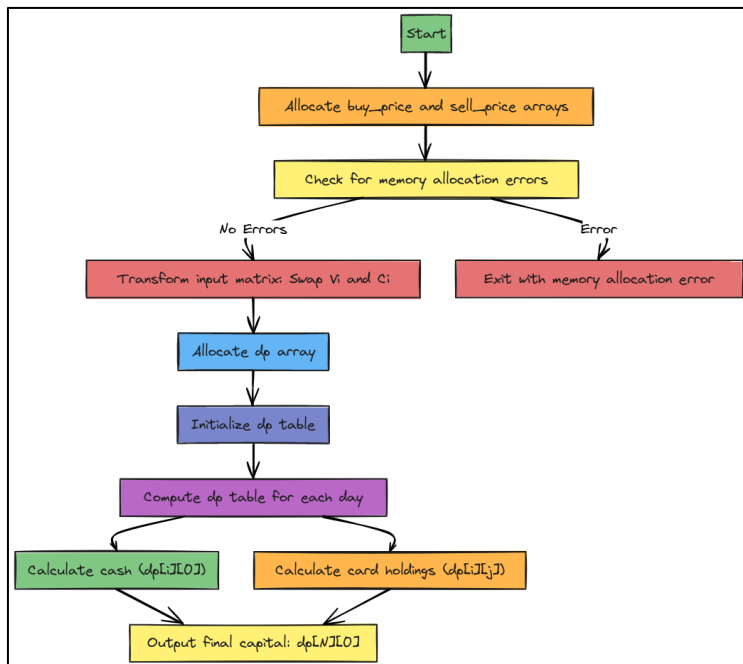 Start
Allocate buy_price and sell_price arrays
Check for memory allocation errors
No Errors
Error
Transform input matrix: Swap Vi and Ci
Exit with memory allocation error
Allocate dp array
Initialize dp table
Compute dp table for each day
Calculate cash (dp[i][0])
Calculate card holdings (dp[i][j])
Output final capital: dp[N][0]